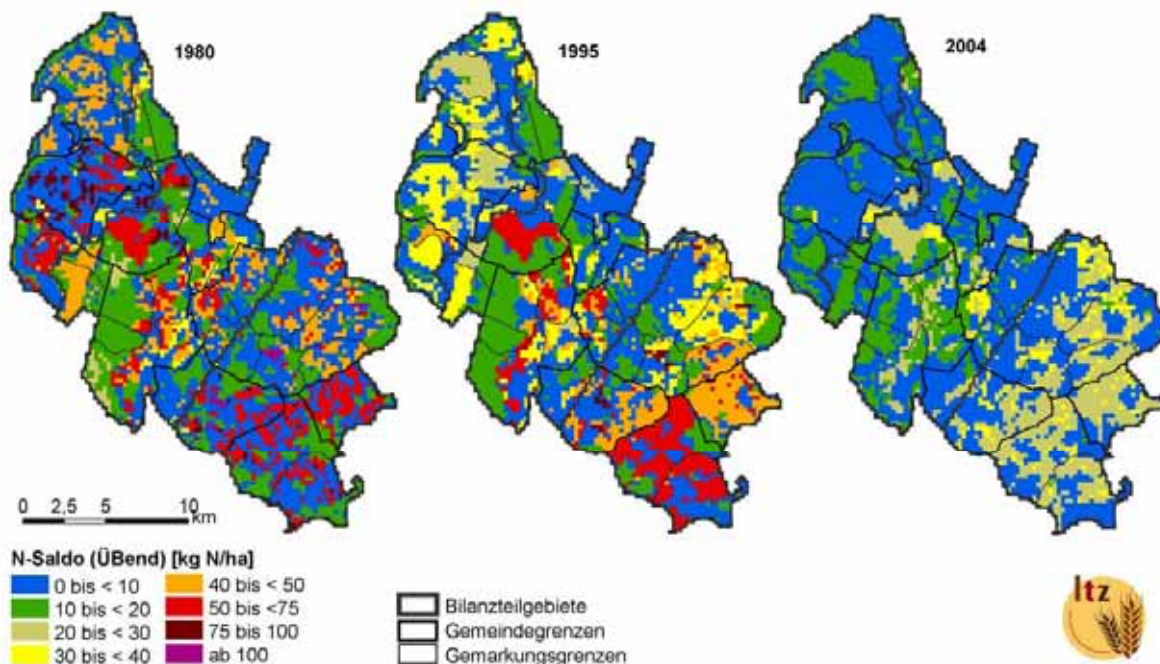 1980
1995
2004
0 2,5 5 10
km
N-Saldo (ÜBend) [kg N/ha]
0 bis < 10
10 bis < 20
20 bis < 30
30 bis < 40
40 bis < 50
50 bis <75
75 bis 100
ab 100
Bilanzteilgebiete
Gemeindegrenzen
Gemarkungsgrenzen
ltz